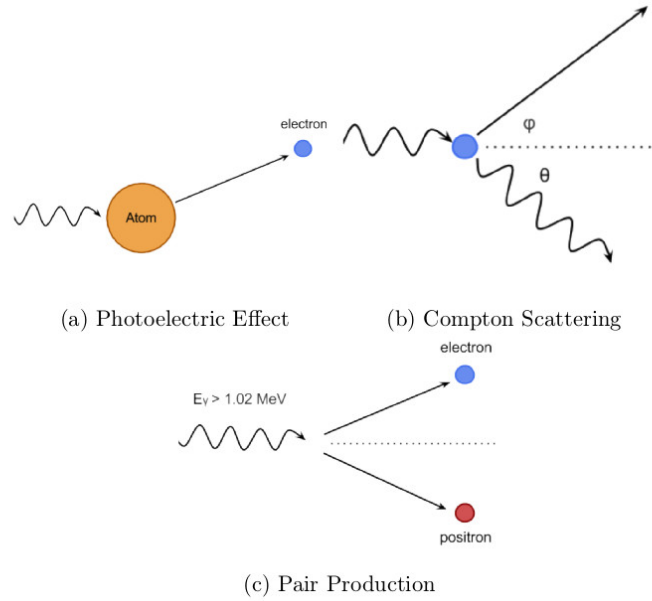 electron
Atom
φ
θ
(a) Photoelectric Effect
(b) Compton Scattering
electron
Eγ > 1.02 MeV
positron
(c) Pair Production